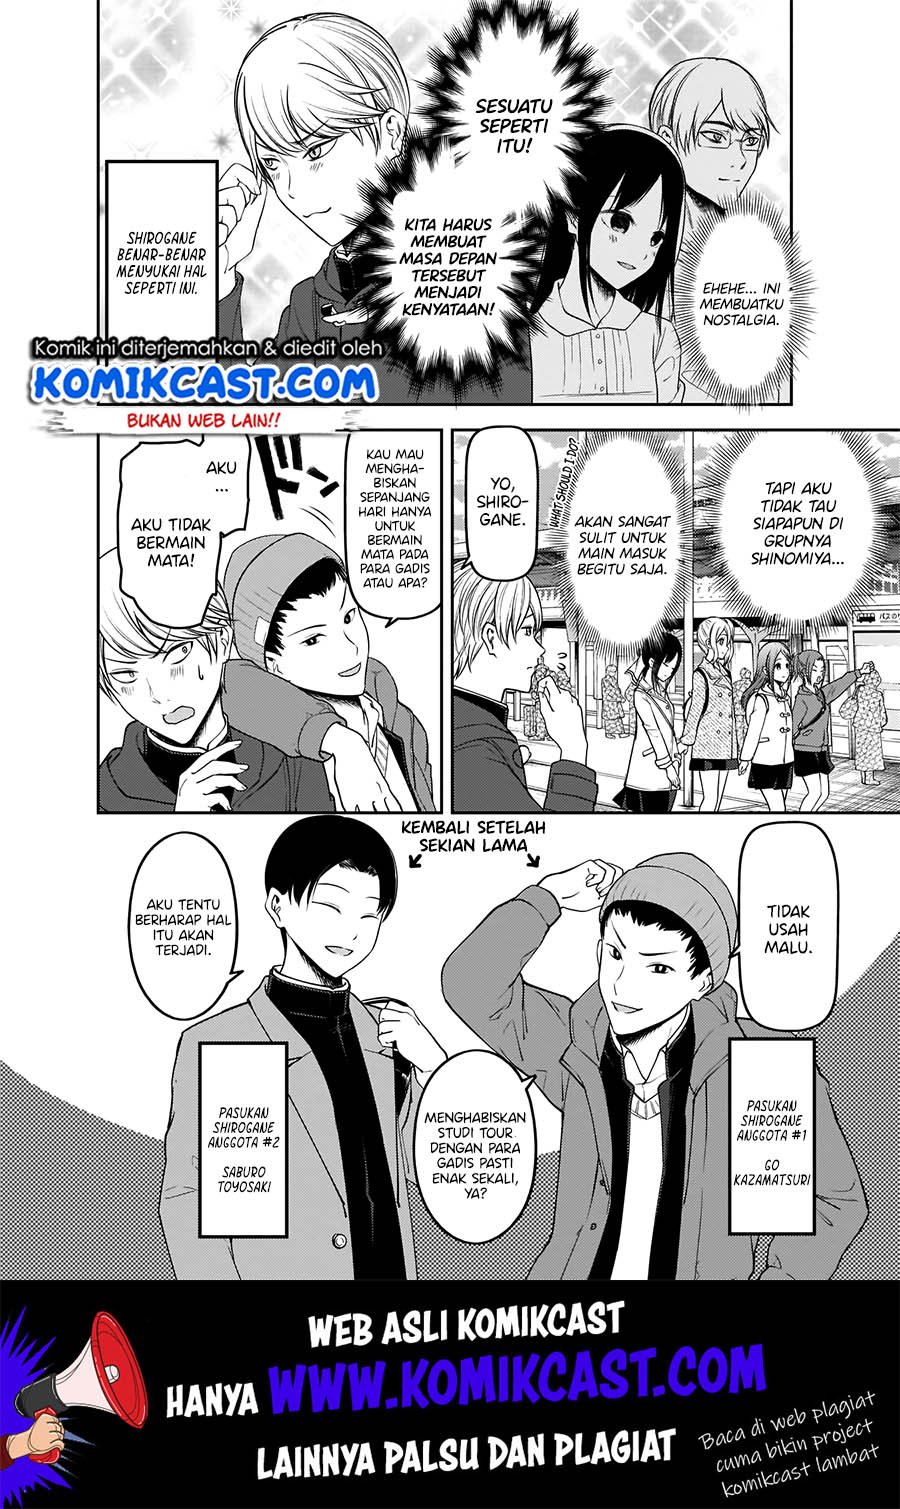 SESUATU
SEPERTI
ITU!
KITA HARUS
MEMBUAT
MASA DEPAN
TERSEBUT
MENJADI
KENYATAAN!
EHEHE... INI
MEMBUATKU
NOSTALGIA.
SHIROGANE
BENAR-BENAR
MENYUKAI HAL
SEPERTI INI.
Komik ini diterjemahkan & diedit oleh
KOMIKCAST.COM
BUKAN WEB LAIN!!
TAPI AKU
TIDAK TAU
SIAPAPUN DI
GRUPNYA
SHINOMIYA...
WHAT SHOULD I DO?
AKAN SANGAT
SULIT UNTUK
MAIN MASUK
BEGITU SAJA.
YO,
SHIRO-
GANE.
KAU MAU
MENGHA-
BISKAN
SEPANJANG
HARI HANYA
UNTUK
BERMAIN
MATA PADA
PARA GADIS
ATAU APA?
ドン
AKU
...
AKU TIDAK
BERMAIN
MATA!
KEMBALI SETELAH
SEKIAN LAMA
TIDAK
USAH
MALU.
AKU TENTU
BERHARAP HAL
ITU AKAN
TERJADI.
PASUKAN
SHIROGANE
ANGGOTA #1
GO
KAZAMATSURI
MENGHABISKAN
STUDI TOUR
DENGAN PARA
GADIS PASTI
ENAK SEKALI,
YA?
PASUKAN
SHIROGANE
ANGGOTA #2
SABURO
TOYOSAKI
WEB ASLI KOMIKCAST
HANYA WWW.KOMIKCAST.COM
LAINNYA PALSU DAN PLAGIAT
Baca di web plagiat
cuma bikin project
komikcast lambat